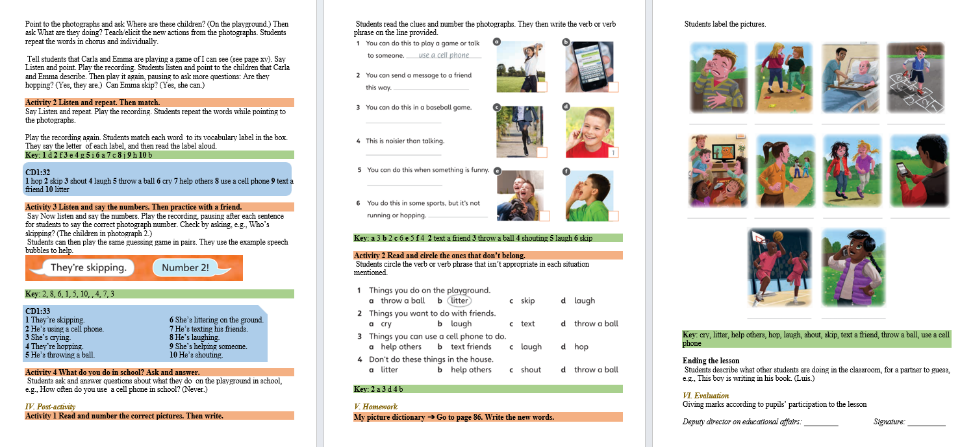 Point to the photographs and ask Where are these children? (On the playground.) Then
ask What are they doing? Teach/elicit the new actions from the photographs. Students
repeat the words in chorus and individually.
Tell students that Carla and Emma are playing a game of I can see (see page xv). Say
Listen and point. Play the recording. Students listen and point to the children that Carla
and Emma describe. Then play it again, pausing to ask more questions: Are they
hopping? (Yes, they are.) Can Emma skip? (Yes, she can.)
Activity 2 Listen and repeat. Then match.
Say Listen and repeat. Play the recording. Students repeat the words while pointing to
the photographs.
Play the recording again. Students match each word to its vocabulary label in the box.
They say the letter of each label, and then read the label aloud.
Key: 1 d 2 f 3 e 4 g 5 i 6 a 7 c 8 j 9 h 10 b
CD1:32
1 hop 2 skip 3 shout 4 laugh 5 throw a ball 6 cry 7 help others 8 use a cell phone 9 text a
friend 10 litter
Activity 3 Listen and say the numbers. Then practice with a friend.
Say Now listen and say the numbers. Play the recording, pausing after each sentence
for students to say the correct photograph number. Check by asking, e.g., Who's
skipping? (The children in photograph 2.)
Students can then play the same guessing game in pairs. They use the example speech
bubbles to help.
They're skipping. Number 2!
Key: 2, 8, 6, 1, 5, 10, , 4, 7, 3
CD1:33
1 They're skipping.
2 He's using a cell phone.
3 She's crying.
4 They're hopping.
5 He's throwing a ball.
6 She's littering on the ground.
7 He's texting his friends.
8 He's laughing.
9 She's helping someone.
10 He's shouting.
Activity 4 What do you do in school? Ask and answer.
Students ask and answer questions about what they do on the playground in school,
e.g., How often do you use a cell phone in school? (Never.)
IV. Post-activity
Activity 1 Read and number the correct pictures. Then write.
Students read the clues and number the photographs. They then write the verb or verb
phrase on the line provided.
1 You can do this to play a game or talk
to someone. use a cell phone
2 You can send a message to a friend
this way.
3 You can do this in a baseball game.
4 This is noisier than talking.
5 You can do this when something is funny.
6 You do this in some sports, but it's not
running or hopping.
a
b
c
d
1
e
f
Key: a 3 b 2 c 6 e 5 f 4 2 text a friend 3 throw a ball 4 shouting 5 laugh 6 skip
Activity 2 Read and circle the ones that don't belong.
Students circle the verb or verb phrase that isn't appropriate in each situation
mentioned.
1 Things you do on the playground.
a throw a ball b litter c skip d laugh
2 Things you want to do with friends.
a cry b laugh c text d throw a ball
3 Things you can use a cell phone to do.
a help others b text friends c laugh d hop
4 Don't do these things in the house.
a litter b help others c shout d throw a ball
Key: 2 a 3 d 4 b
V. Homework
My picture dictionary ➔ Go to page 86. Write the new words.
Students label the pictures.
Key: cry, litter, help others, hop, laugh, shout, skip, text a friend, throw a ball, use a cell
phone
Ending the lesson
Students describe what other students are doing in the classroom, for a partner to guess,
e.g., This boy is writing in his book. (Luis.)
VI. Evaluation
Giving marks according to pupils' participation to the lesson
Deputy director on educational affairs: _________ Signature: _________